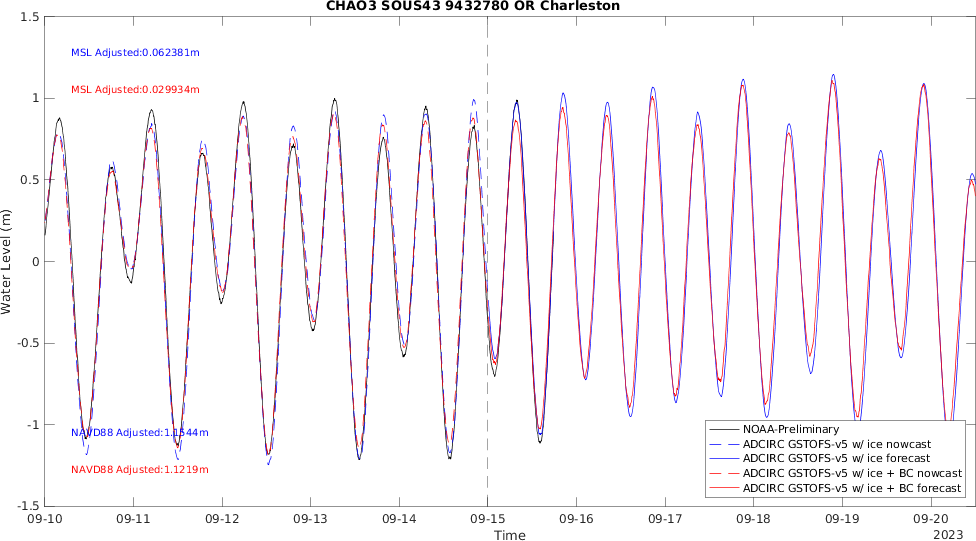 CHAO3 SOUS43 9432780 OR Charleston
1.5
1
0.5
0
-0.5
-1
-1.5
Water Level (m)
MSL Adjusted:0.062381m
MSL Adjusted:0.029934m
NAVD88 Adjusted:1.1544m
NAVD88 Adjusted:1.1219m
NOAA-Preliminary
ADCIRC GSTOFS-v5 w/ ice nowcast
ADCIRC GSTOFS-v5 w/ ice forecast
ADCIRC GSTOFS-v5 w/ ice + BC nowcast
ADCIRC GSTOFS-v5 w/ ice + BC forecast
09-10 09-11 09-12 09-13 09-14 09-15 09-16 09-17 09-18 09-19 09-20
Time
2023